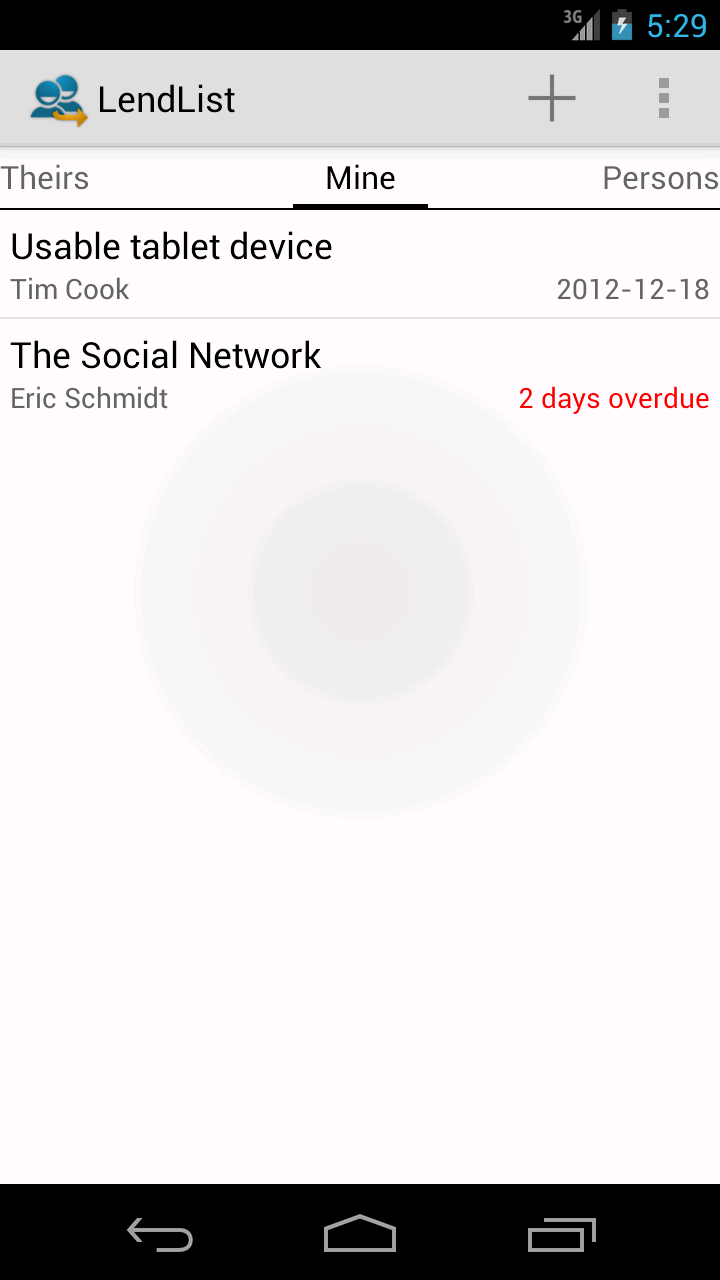 3G 5:29
LendList
Theirs Mine Persons
Usable tablet device
Tim Cook 2012-12-18
The Social Network
Eric Schmidt 2 days overdue